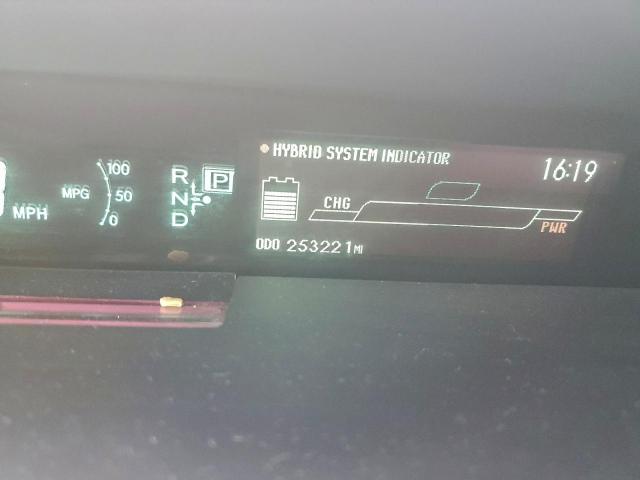 HYBRID SYSTEM INDICATOR
16:19
100
MPG 50
0
MPH
R P
N
D
CHG
PWR
ODO 253221 MI